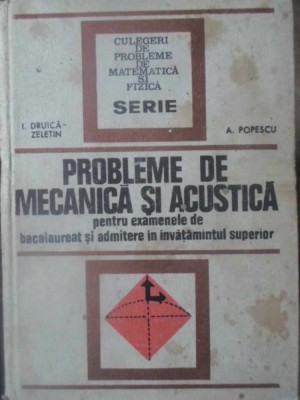 CULEGERI
DE
PROBLEME
DE
MATEMATICĂ
ŞI
FIZICĂ
SERIE
I. DRUICĂ-
ZELETIN
A. POPESCU
PROBLEME DE
MECANICĂ ŞI ACUSTICĂ
pentru examenele de
bacalaureat şi admitere în învăţămîntul superior